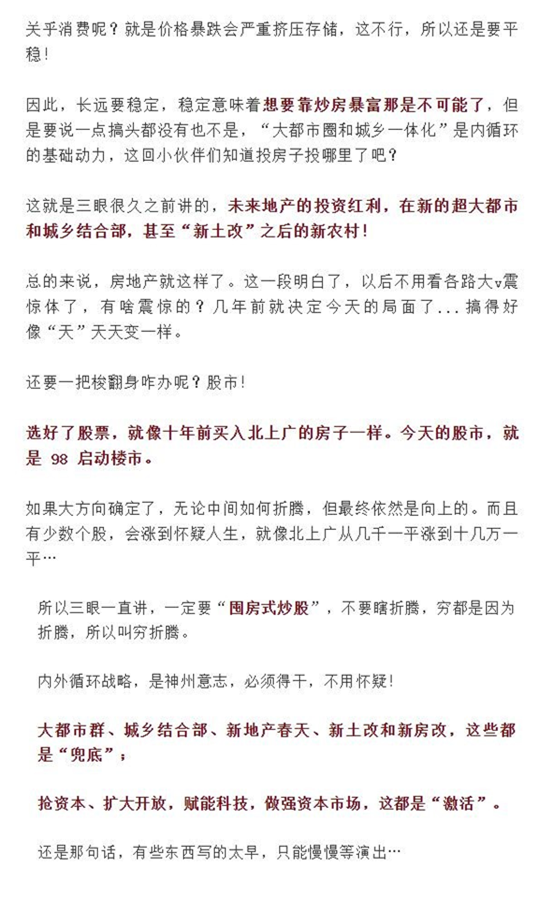 关乎消费呢？就是价格暴跌会严重挤压存储，这不行，所以还是要平
稳！
因此，长远要稳定，稳定意味着想要靠炒房暴富那是不可能了，但
是要说一点搞头都没有也不是，“大都市圈和城乡一体化”是内循环
的基础动力，这回小伙伴们知道投房子投哪里了吧？
这就是三眼很久之前讲的，未来地产的投资红利，在新的超大都市
和城乡结合部，甚至“新土改”之后的新农村！
总的来说，房地产就这样了。这一段明白了，以后不用看各路大v震
惊体了，有啥震惊的？几年前就决定今天的局面了...搞得好
像“天”天天变一样。
还要一把梭翻身咋办呢？股市！
选好了股票，就像十年前买入北上广的房子一样。今天的股市，就
是 98 启动楼市。
如果大方向确定了，无论中间如何折腾，但最终依然是向上的。而且
有少数个股，会涨到怀疑人生，就像北上广从几千一平涨到十几万一
平…
所以三眼一直讲，一定要“囤房式炒股”，不要瞎折腾，穷都是因为
折腾，所以叫穷折腾。
内外循环战略，是神州意志，必须得干，不用怀疑！
大都市群、城乡结合部、新地产春天、新土改和新房改，这些都
是“兜底”；
抢资本、扩大开放，赋能科技，做强资本市场，这都是“激活”。
还是那句话，有些东西写的太早，只能慢慢等演出…